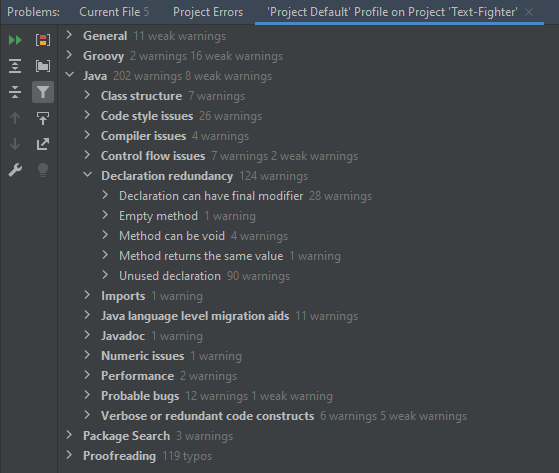 Problems: Current File 5 Project Errors 'Project Default' Profile on Project 'Text-Fighter'
General 11 weak warnings
Groovy 2 warnings 16 weak warnings
Java 202 warnings 8 weak warnings
Class structure 7 warnings
Code style issues 26 warnings
Compiler issues 4 warnings
Control flow issues 7 warnings 2 weak warnings
Declaration redundancy 124 warnings
Declaration can have final modifier 28 warnings
Empty method 1 warning
Method can be void 4 warnings
Method returns the same value 1 warning
Unused declaration 90 warnings
Imports 1 warning
Java language level migration aids 11 warnings
Javadoc 1 warning
Numeric issues 1 warning
Performance 2 warnings
Probable bugs 12 warnings 1 weak warning
Verbose or redundant code constructs 6 warnings 5 weak warnings
Package Search 3 warnings
Proofreading 119 typos